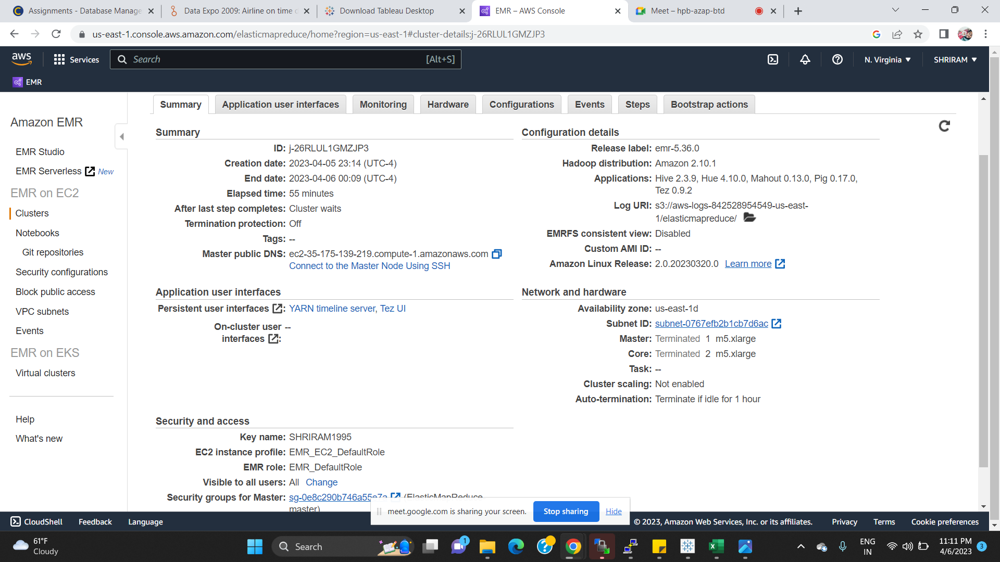 Assignments - Database Manage
Data Expo 2009: Airline on time d
Download Tableau Desktop
EMR – AWS Console
Meet – hpb-azap-btd
us-east-1.console.aws.amazon.com/elasticmapreduce/home?region=us-east-1#cluster-details:j-26RLUL1GMZJP3
aws
Services
Search
[Alt+S]
N. Virginia
SHRIRAM
EMR
Amazon EMR
EMR Studio
EMR Serverless New
EMR on EC2
Clusters
Notebooks
Git repositories
Security configurations
Block public access
VPC subnets
Events
EMR on EKS
Virtual clusters
Help
What's new
Summary
Application user interfaces
Monitoring
Hardware
Configurations
Events
Steps
Bootstrap actions
Summary
ID: j-26RLUL1GMZJP3
Creation date: 2023-04-05 23:14 (UTC-4)
End date: 2023-04-06 00:09 (UTC-4)
Elapsed time: 55 minutes
After last step completes: Cluster waits
Termination protection: Off
Tags: --
Master public DNS: ec2-35-175-139-219.compute-1.amazonaws.com
Connect to the Master Node Using SSH
Configuration details
Release label: emr-5.36.0
Hadoop distribution: Amazon 2.10.1
Applications: Hive 2.3.9, Hue 4.10.0, Mahout 0.13.0, Pig 0.17.0,
Tez 0.9.2
Log URI: s3://aws-logs-842528954549-us-east-
1/elasticmapreduce/
EMRFS consistent view: Disabled
Custom AMI ID: --
Amazon Linux Release: 2.0.20230320.0 Learn more
Application user interfaces
Persistent user interfaces : YARN timeline server, Tez UI
On-cluster user --
interfaces :
Network and hardware
Availability zone: us-east-1d
Subnet ID: subnet-0767efb2b1cb7d6ac
Master: Terminated 1 m5.xlarge
Core: Terminated 2 m5.xlarge
Task: --
Cluster scaling: Not enabled
Auto-termination: Terminate if idle for 1 hour
Security and access
Key name: SHRIRAM1995
EC2 instance profile: EMR_EC2_DefaultRole
EMR role: EMR_DefaultRole
Visible to all users: All Change
Security groups for Master: sg-0e8c290b746a55e7a (ElasticMapReduce
master)
meet.google.com is sharing your screen.
Stop sharing
Hide
CloudShell
Feedback
Language
© 2023, Amazon Web Services, Inc. or its affiliates.
Privacy
Terms
Cookie preferences
61°F
Cloudy
Search
1
ENG
IN
11:11 PM
4/6/2023
3